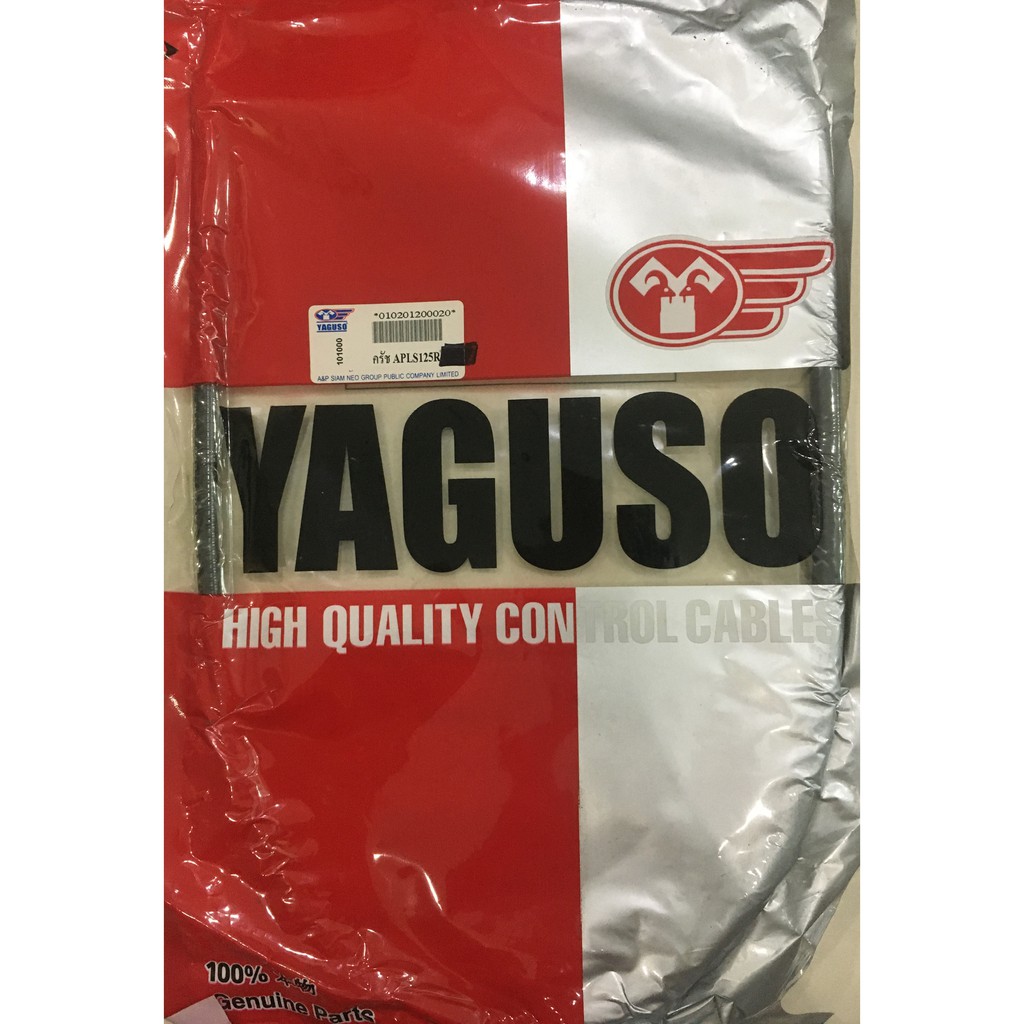 *010201200020*
YAGUSO
101000
ครัช APLS125R
A&P SIAM NEO GROUP PUBLIC COMPANY LIMITED
YAGUSO
HIGH QUALITY CONTROL CABLES
100%
Genuine Parts